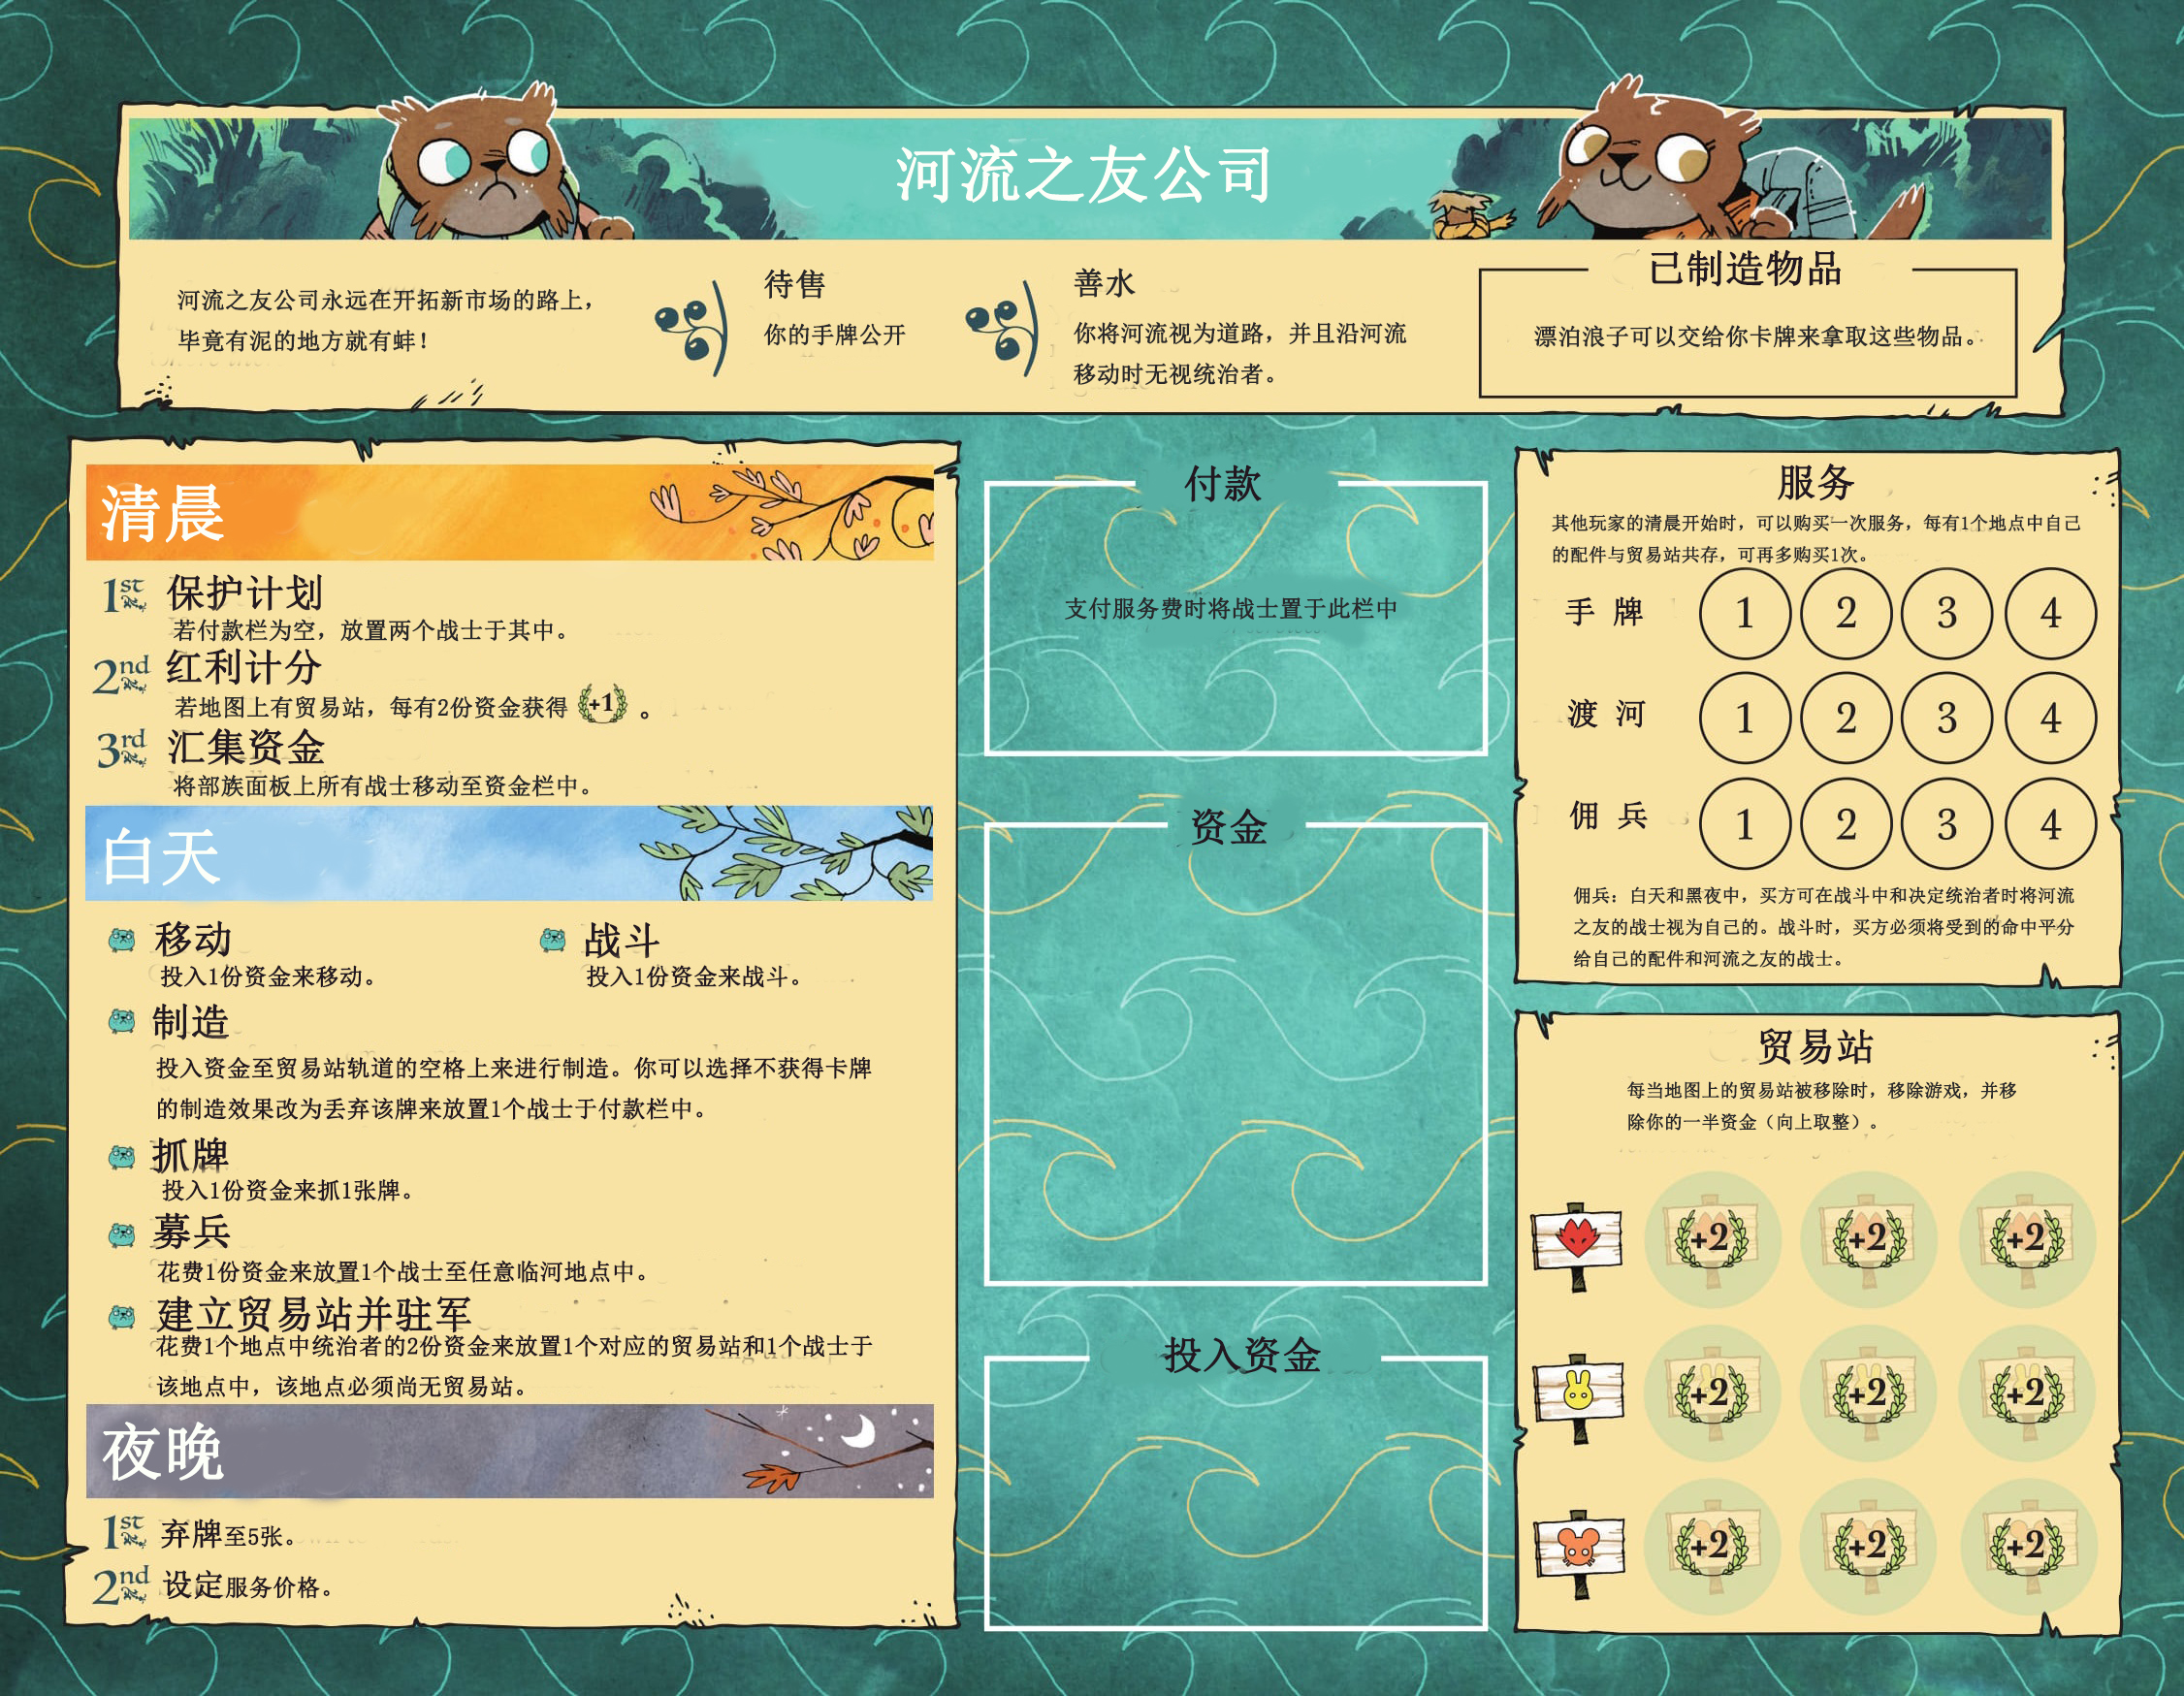 河流之友公司
河流之友公司永远在开拓新市场的路上，
毕竟有泥的地方就有蚌！
待售
你的手牌公开
善水
你将河流视为道路，并且沿河流
移动时无视统治者。
已制造物品
漂泊浪子可以交给你卡牌来拿取这些物品。
清晨
1st 保护计划
若付款栏为空，放置两个战士于其中。
2nd 红利计分
若地图上有贸易站，每有2份资金获得 +1 。
3rd 汇集资金
将部族面板上所有战士移动至资金栏中。
白天
移动
投入1份资金来移动。
战斗
投入1份资金来战斗。
制造
投入资金至贸易站轨道的空格上来进行制造。你可以选择不获得卡牌
的制造效果改为丢弃该牌来放置1个战士于付款栏中。
抓牌
投入1份资金来抓1张牌。
募兵
花费1份资金来放置1个战士至任意临河地点中。
建立贸易站并驻军
花费1个地点中统治者的2份资金来放置1个对应的贸易站和1个战士于
该地点中，该地点必须尚无贸易站。
夜晚
1st 弃牌至5张。
2nd 设定服务价格。
付款
支付服务费时将战士置于此栏中
资金
投入资金
服务
其他玩家的清晨开始时，可以购买一次服务，每有1个地点中自己
的配件与贸易站共存，可再多购买1次。
手牌 1 2 3 4
渡河 1 2 3 4
佣兵 1 2 3 4
佣兵：白天和黑夜中，买方可在战斗中和决定统治者时将河流
之友的战士视为自己的。战斗时，买方必须将受到的命中平分
给自己的配件和河流之友的战士。
贸易站
每当地图上的贸易站被移除时，移除游戏，并移
除你的一半资金（向上取整）。
+2 +2 +2
+2 +2 +2
+2 +2 +2